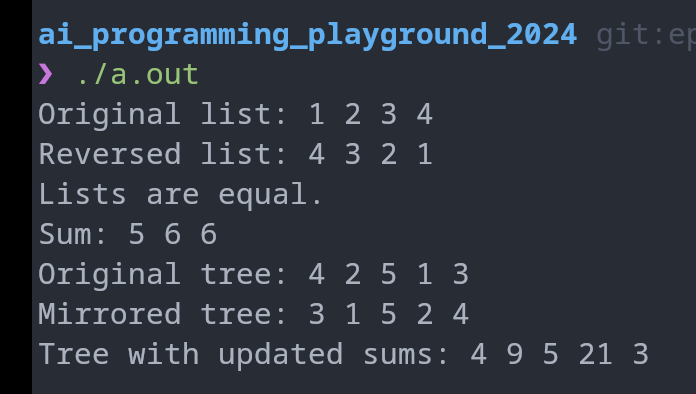 ai_programming_playground_2024 git:ep
❯ ./a.out
Original list: 1 2 3 4
Reversed list: 4 3 2 1
Lists are equal.
Sum: 5 6 6
Original tree: 4 2 5 1 3
Mirrored tree: 3 1 5 2 4
Tree with updated sums: 4 9 5 21 3